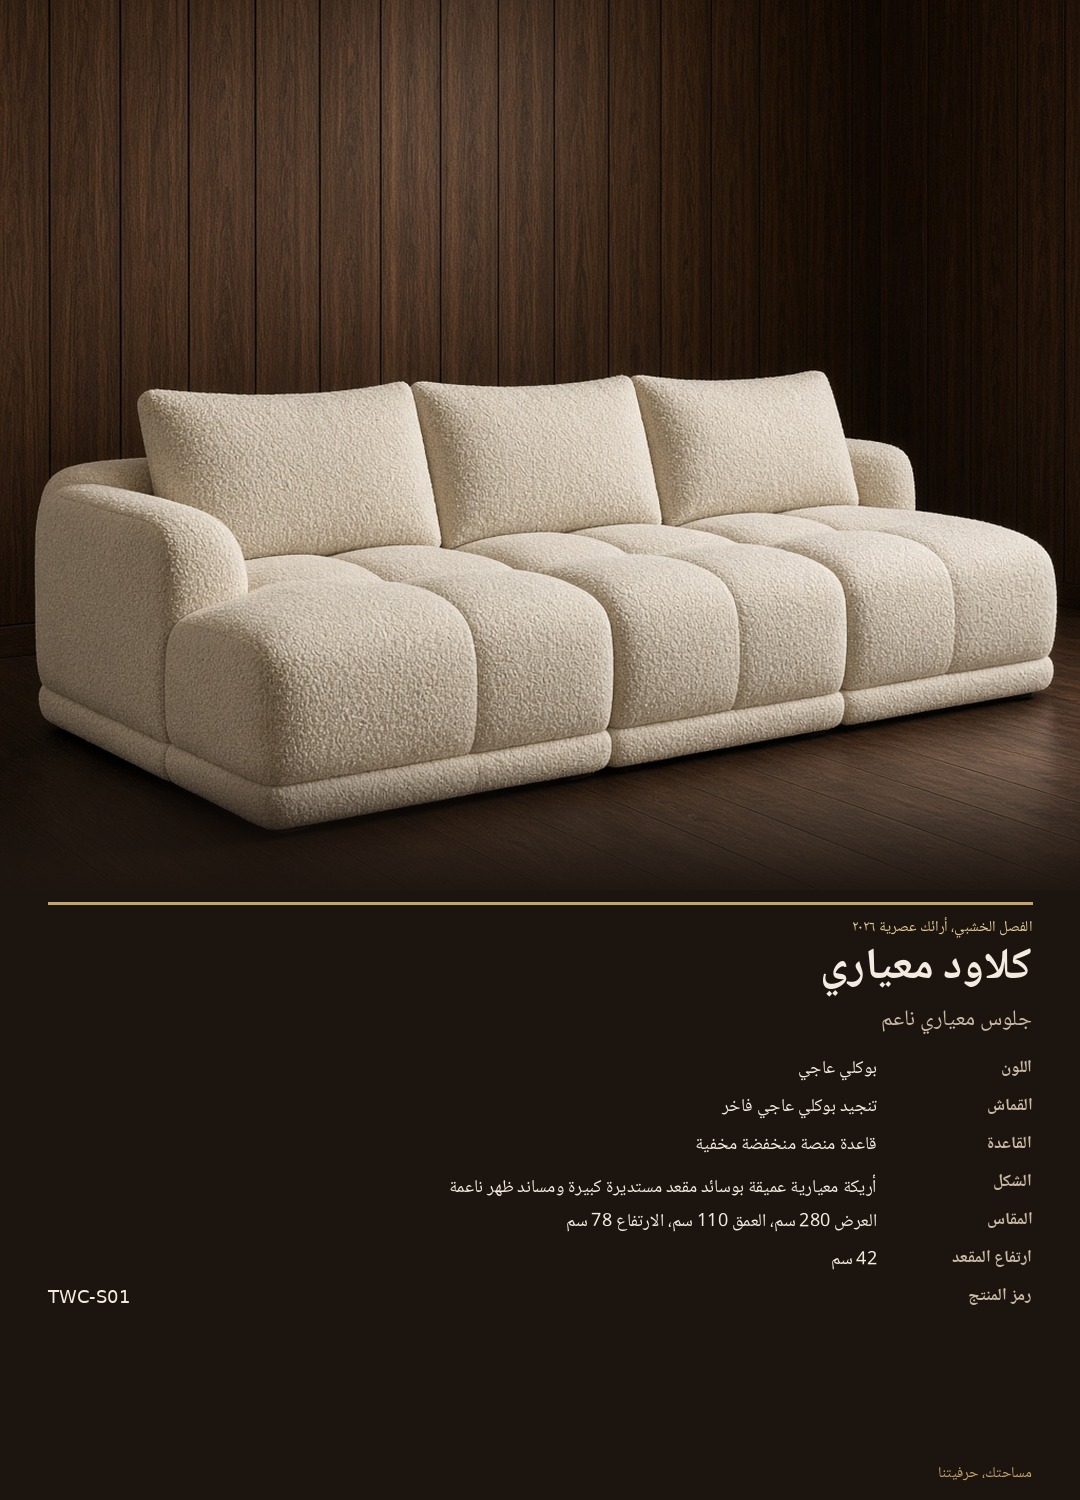 الفصل الخشبي، أرائك عصرية ٢٠٢٦
كلاود معياري
جلوس معياري ناعم
اللون بوكلي عاجي
القماش تنجيد بوكلي عاجي فاخر
القاعدة قاعدة منصة منخفضة مخفية
الشكل أريكة معيارية عميقة بوسائد مقعد مستديرة كبيرة ومساند ظهر ناعمة
المقاس العرض 280 سم، العمق 110 سم، الارتفاع 78 سم
ارتفاع المقعد 42 سم
رمز المنتج TWC-S01
مساحتك، حرفيتنا